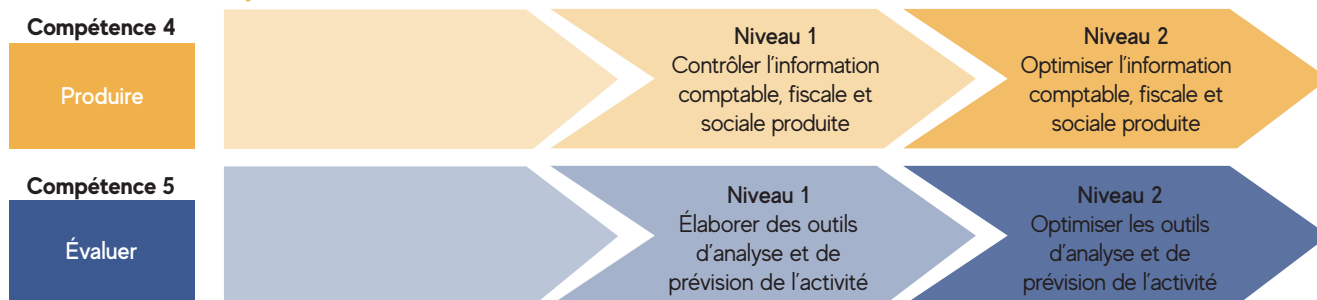 Compétence 4
Produire
Niveau 1
Contrôler l'information
comptable, fiscale et
sociale produite
Niveau 2
Optimiser l'information
comptable, fiscale et
sociale produite
Compétence 5
Évaluer
Niveau 1
Élaborer des outils
d'analyse et de
prévision de l'activité
Niveau 2
Optimiser les outils
d'analyse et de
prévision de l'activité